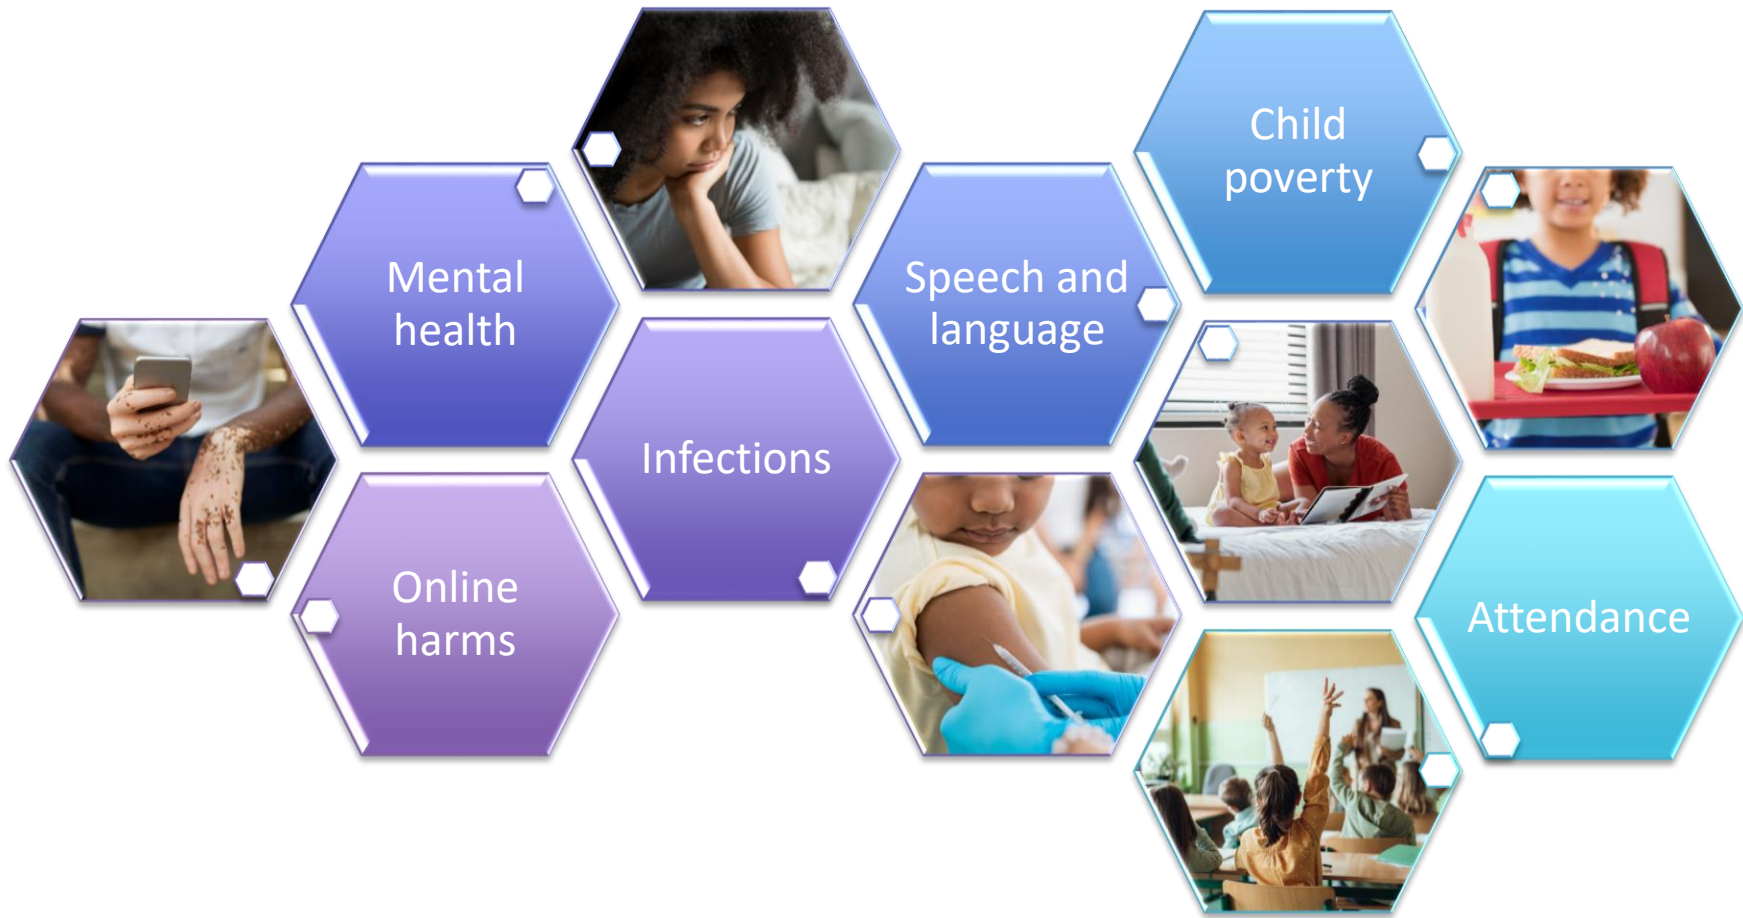 Child
poverty
Mental
health
Speech and
language
Infections
Online
harms
Attendance